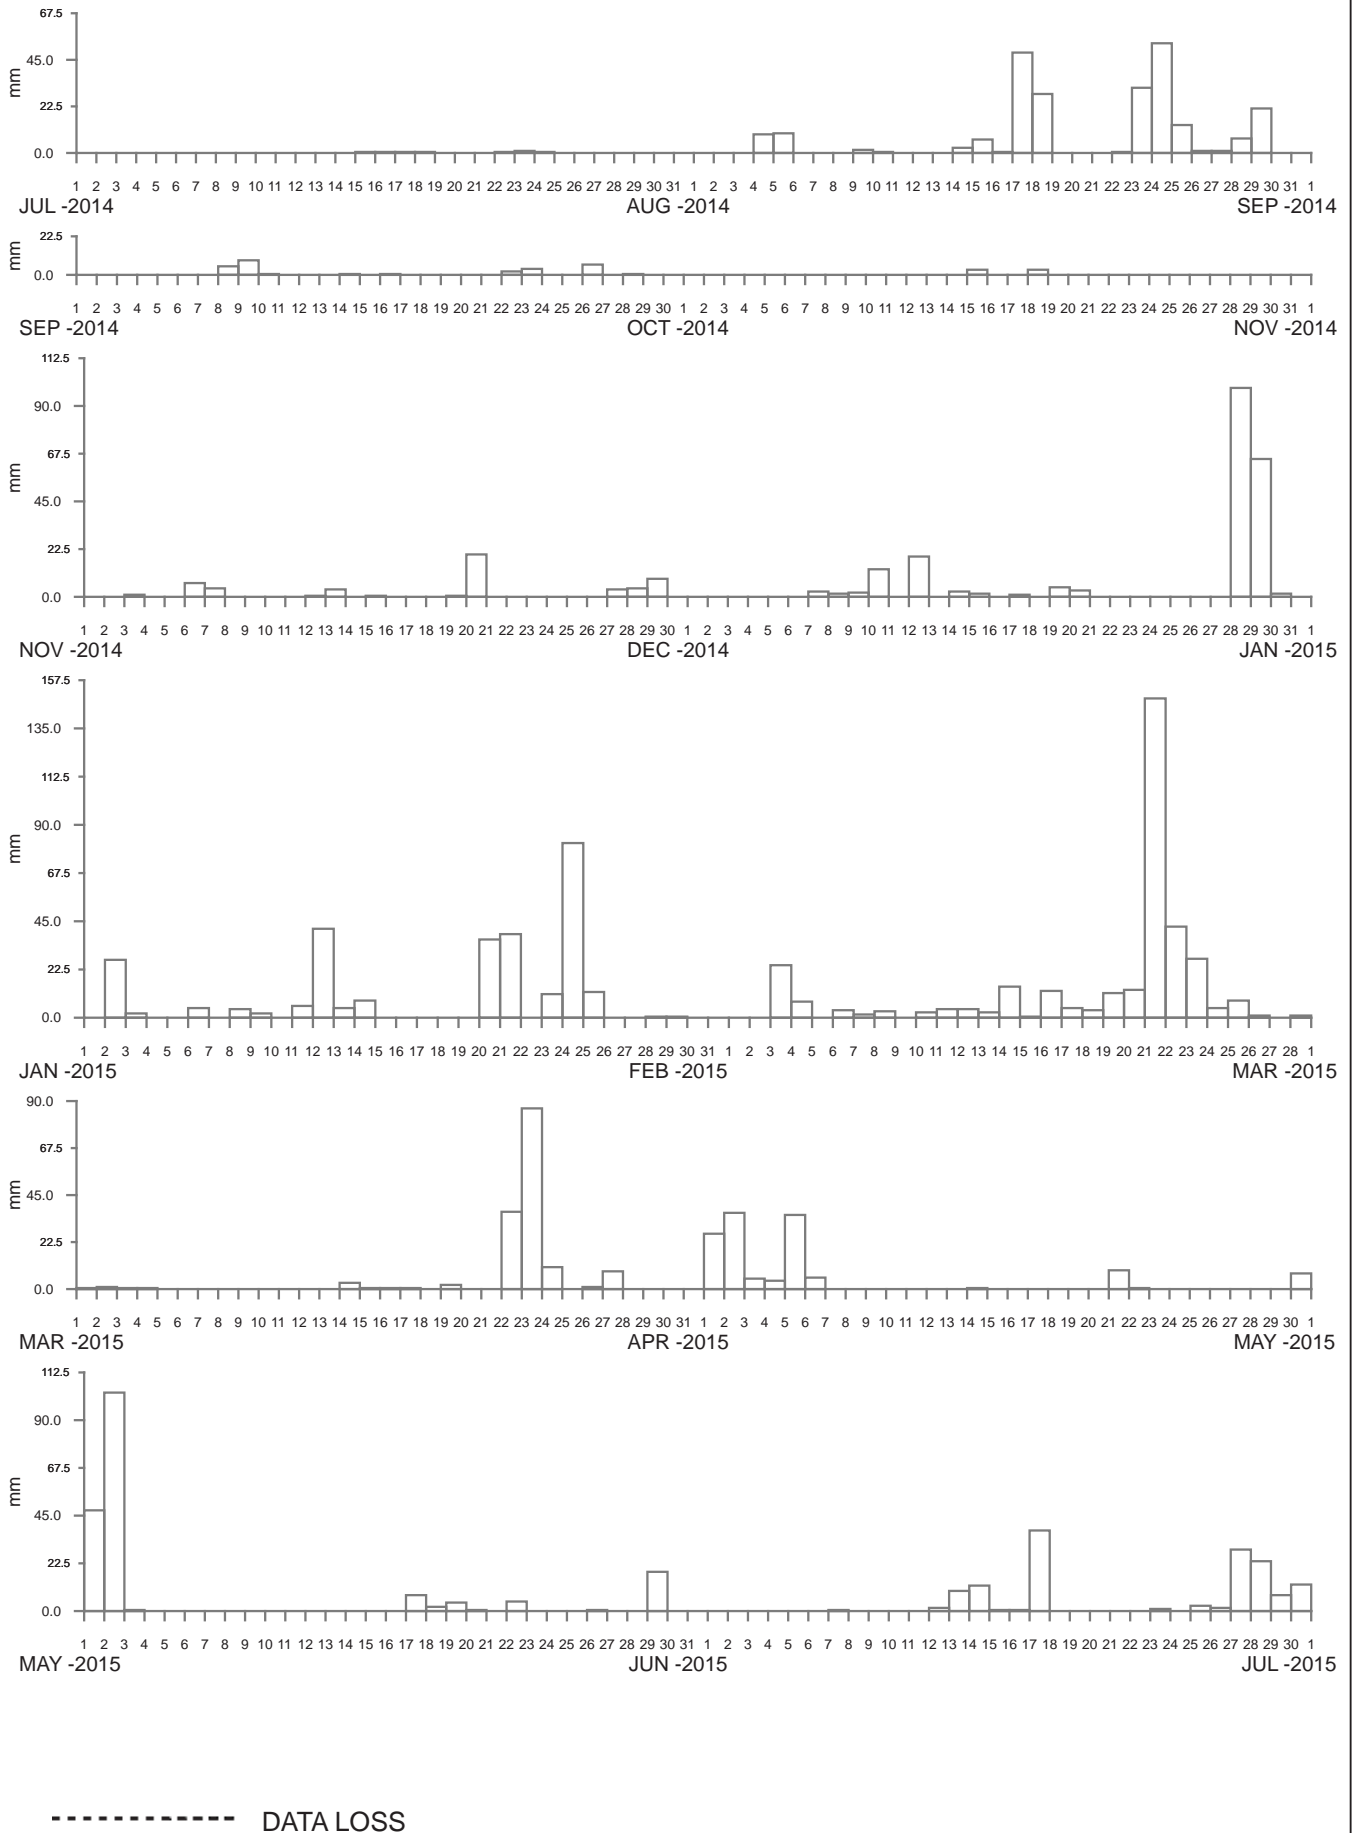 67.5
45.0
22.5
0.0
mm
1 2 3 4 5 6 7 8 9 10 11 12 13 14 15 16 17 18 19 20 21 22 23 24 25 26 27 28 29 30 31 1 2 3 4 5 6 7 8 9 10 11 12 13 14 15 16 17 18 19 20 21 22 23 24 25 26 27 28 29 30 31 1
JUL -2014 AUG -2014 SEP -2014
22.5
0.0
mm
1 2 3 4 5 6 7 8 9 10 11 12 13 14 15 16 17 18 19 20 21 22 23 24 25 26 27 28 29 30 1 2 3 4 5 6 7 8 9 10 11 12 13 14 15 16 17 18 19 20 21 22 23 24 25 26 27 28 29 30 31 1
SEP -2014 OCT -2014 NOV -2014
112.5
90.0
67.5
45.0
22.5
0.0
mm
1 2 3 4 5 6 7 8 9 10 11 12 13 14 15 16 17 18 19 20 21 22 23 24 25 26 27 28 29 30 1 2 3 4 5 6 7 8 9 10 11 12 13 14 15 16 17 18 19 20 21 22 23 24 25 26 27 28 29 30 31 1
NOV -2014 DEC -2014 JAN -2015
157.5
135.0
112.5
90.0
67.5
45.0
22.5
0.0
mm
1 2 3 4 5 6 7 8 9 10 11 12 13 14 15 16 17 18 19 20 21 22 23 24 25 26 27 28 29 30 31 1 2 3 4 5 6 7 8 9 10 11 12 13 14 15 16 17 18 19 20 21 22 23 24 25 26 27 28 1
JAN -2015 FEB -2015 MAR -2015
90.0
67.5
45.0
22.5
0.0
mm
1 2 3 4 5 6 7 8 9 10 11 12 13 14 15 16 17 18 19 20 21 22 23 24 25 26 27 28 29 30 31 1 2 3 4 5 6 7 8 9 10 11 12 13 14 15 16 17 18 19 20 21 22 23 24 25 26 27 28 29 30 1
MAR -2015 APR -2015 MAY -2015
112.5
90.0
67.5
45.0
22.5
0.0
mm
1 2 3 4 5 6 7 8 9 10 11 12 13 14 15 16 17 18 19 20 21 22 23 24 25 26 27 28 29 30 31 1 2 3 4 5 6 7 8 9 10 11 12 13 14 15 16 17 18 19 20 21 22 23 24 25 26 27 28 29 30 1
MAY -2015 JUN -2015 JUL -2015
DATA LOSS